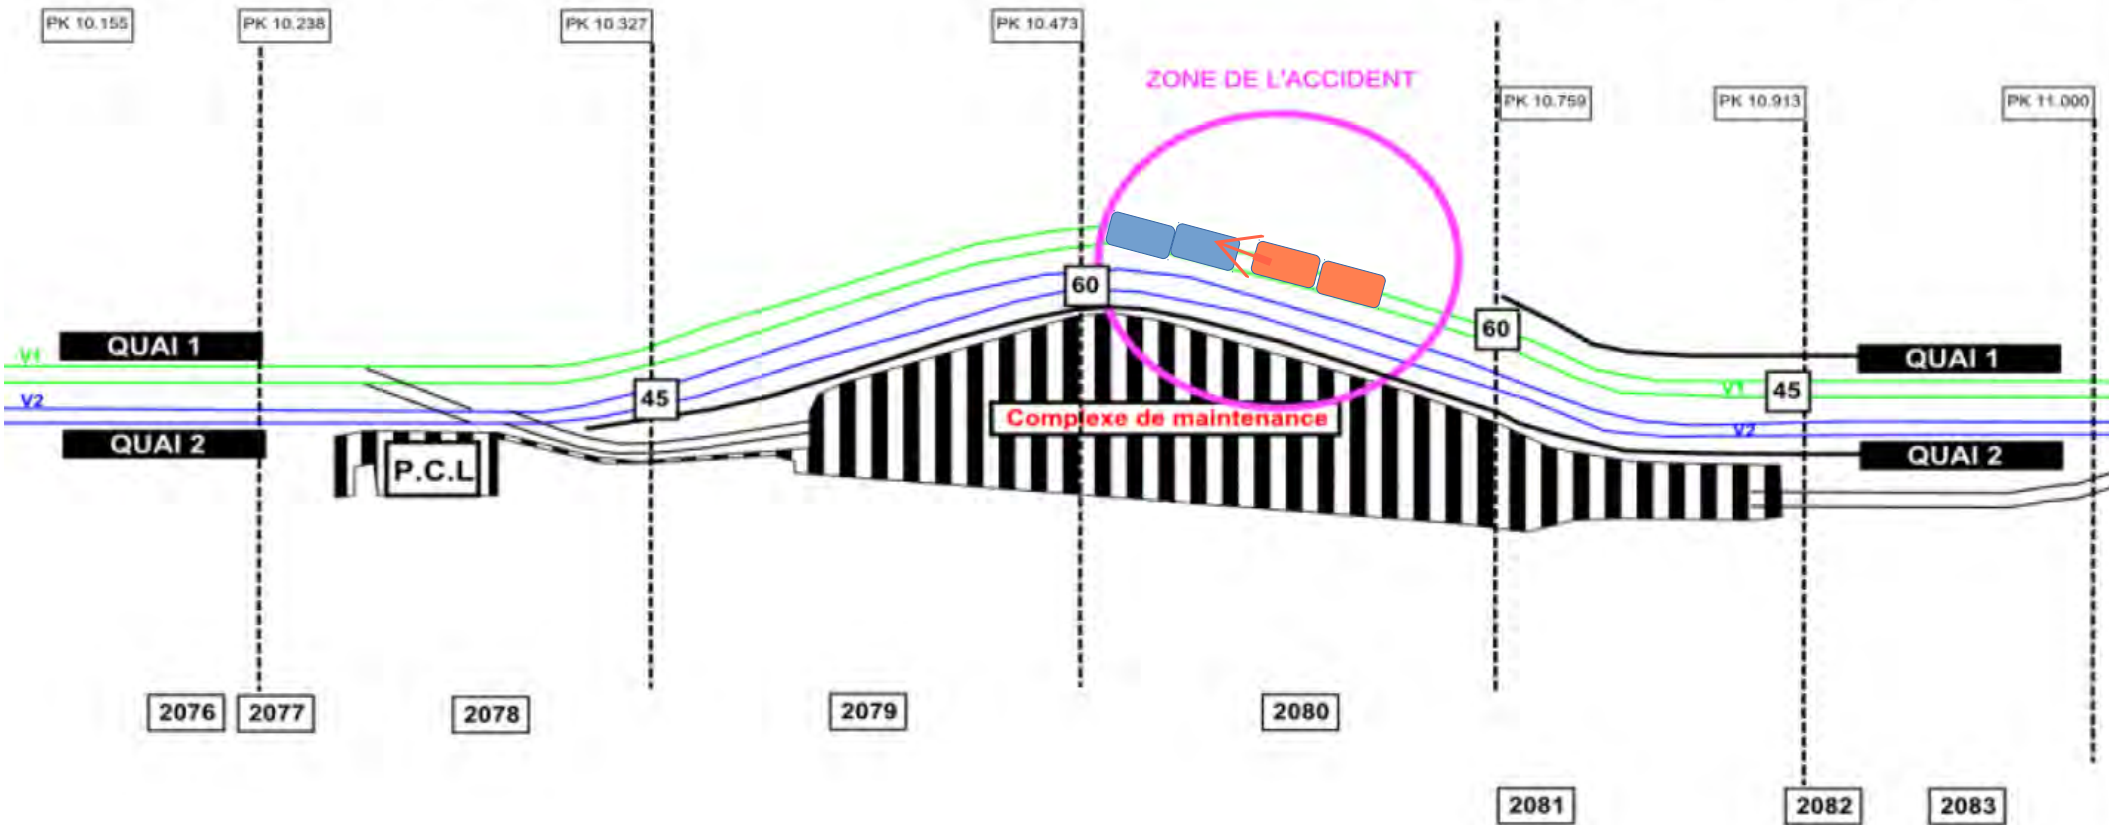 PK 10.155
PK 10.238
PK 10.327
PK 10.473
ZONE DE L'ACCIDENT
PK 10.759
PK 10.913
PK 11.000
60
60
QUAI 1
QUAI 1
V1
V1
45
45
V2
V2
Complexe de maintenance
QUAI 2
QUAI 2
P.C.L
2076
2077
2078
2079
2080
2081
2082
2083